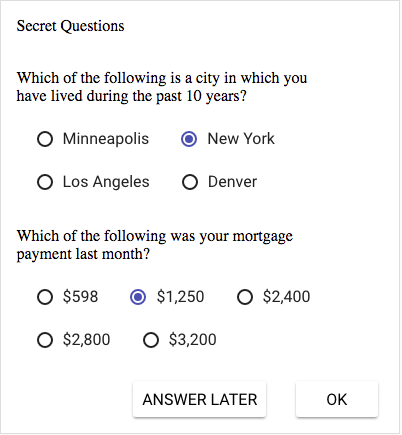 Secret Questions
Which of the following is a city in which you
have lived during the past 10 years?
Minneapolis New York
Los Angeles Denver
Which of the following was your mortgage
payment last month?
$598 $1,250 $2,400
$2,800 $3,200
ANSWER LATER OK